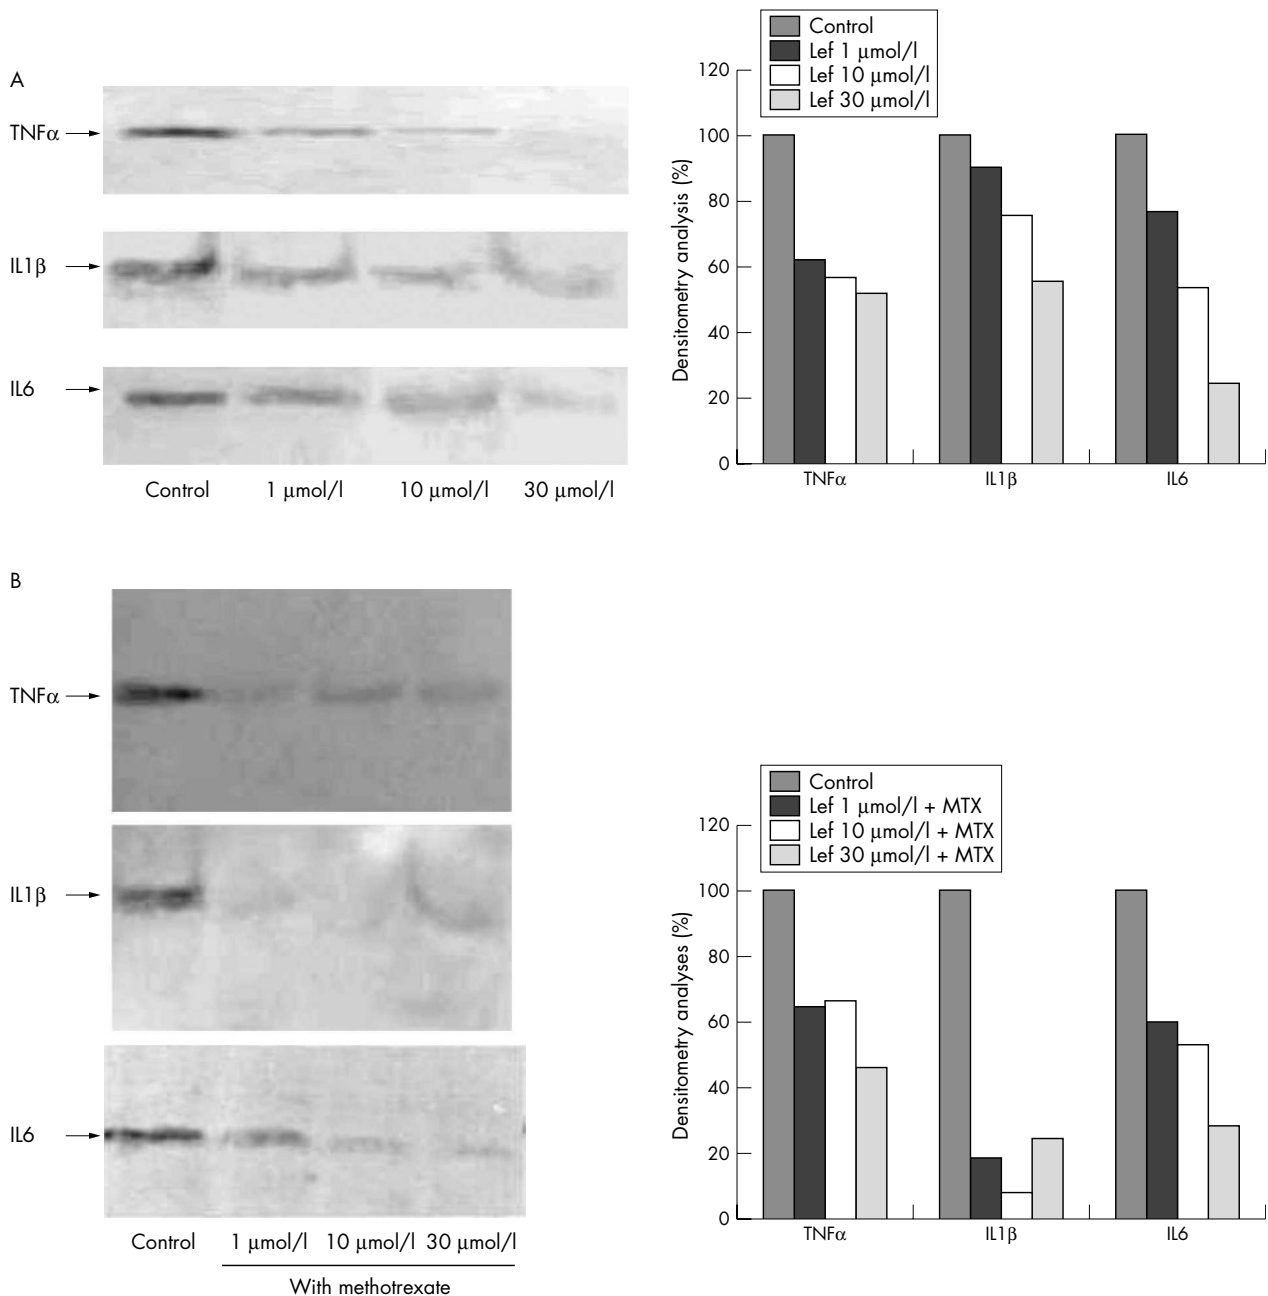 A
TNFα
IL1β
IL6
Control 1 μmol/l 10 μmol/l 30 μmol/l
Control
Lef 1 μmol/l
Lef 10 μmol/l
Lef 30 μmol/l
Densitometry analysis (%)
120
100
80
60
40
20
0
TNFα IL1β IL6
B
TNFα
IL1β
IL6
Control 1 μmol/l 10 μmol/l 30 μmol/l
With methotrexate
Control
Lef 1 μmol/l + MTX
Lef 10 μmol/l + MTX
Lef 30 μmol/l + MTX
Densitometry analyses (%)
120
100
80
60
40
20
0
TNFα IL1β IL6